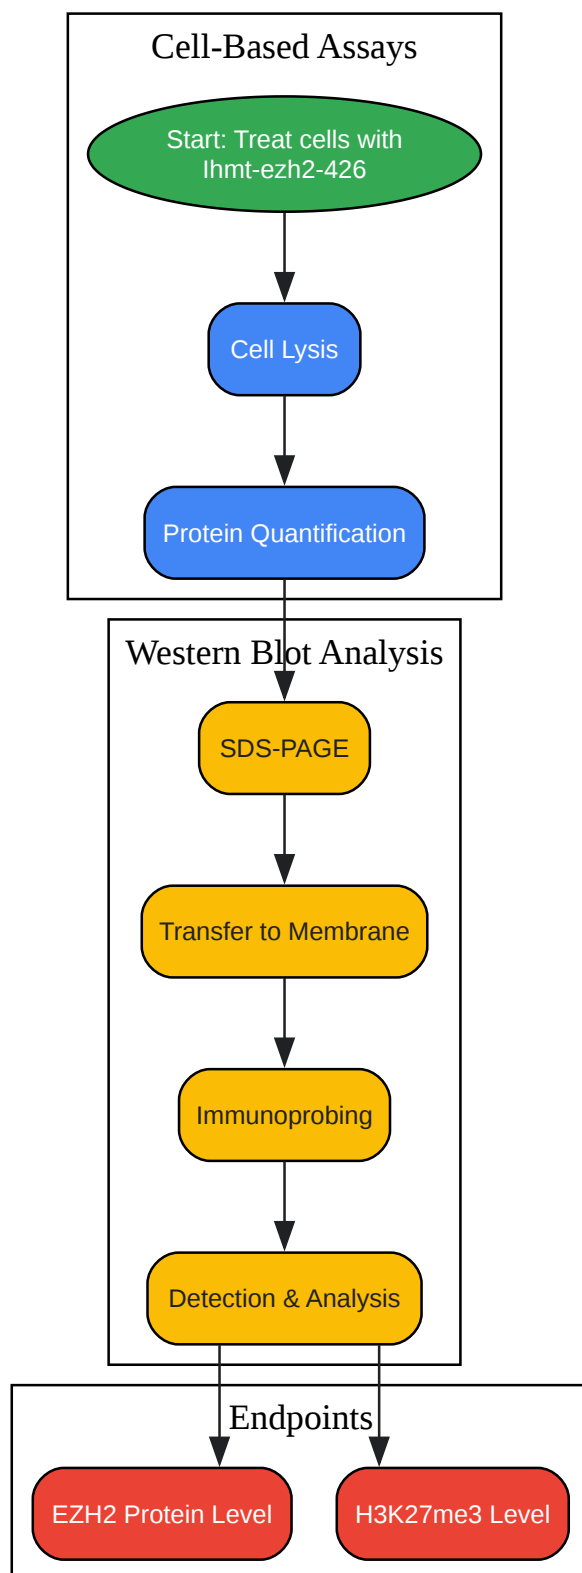 Cell-Based Assays
Start: Treat cells with
Ihmt-ezh2-426
Cell Lysis
Protein Quantification
Western Blot Analysis
SDS-PAGE
Transfer to Membrane
Immunoprobing
Detection & Analysis
Endpoints
EZH2 Protein Level
H3K27me3 Level